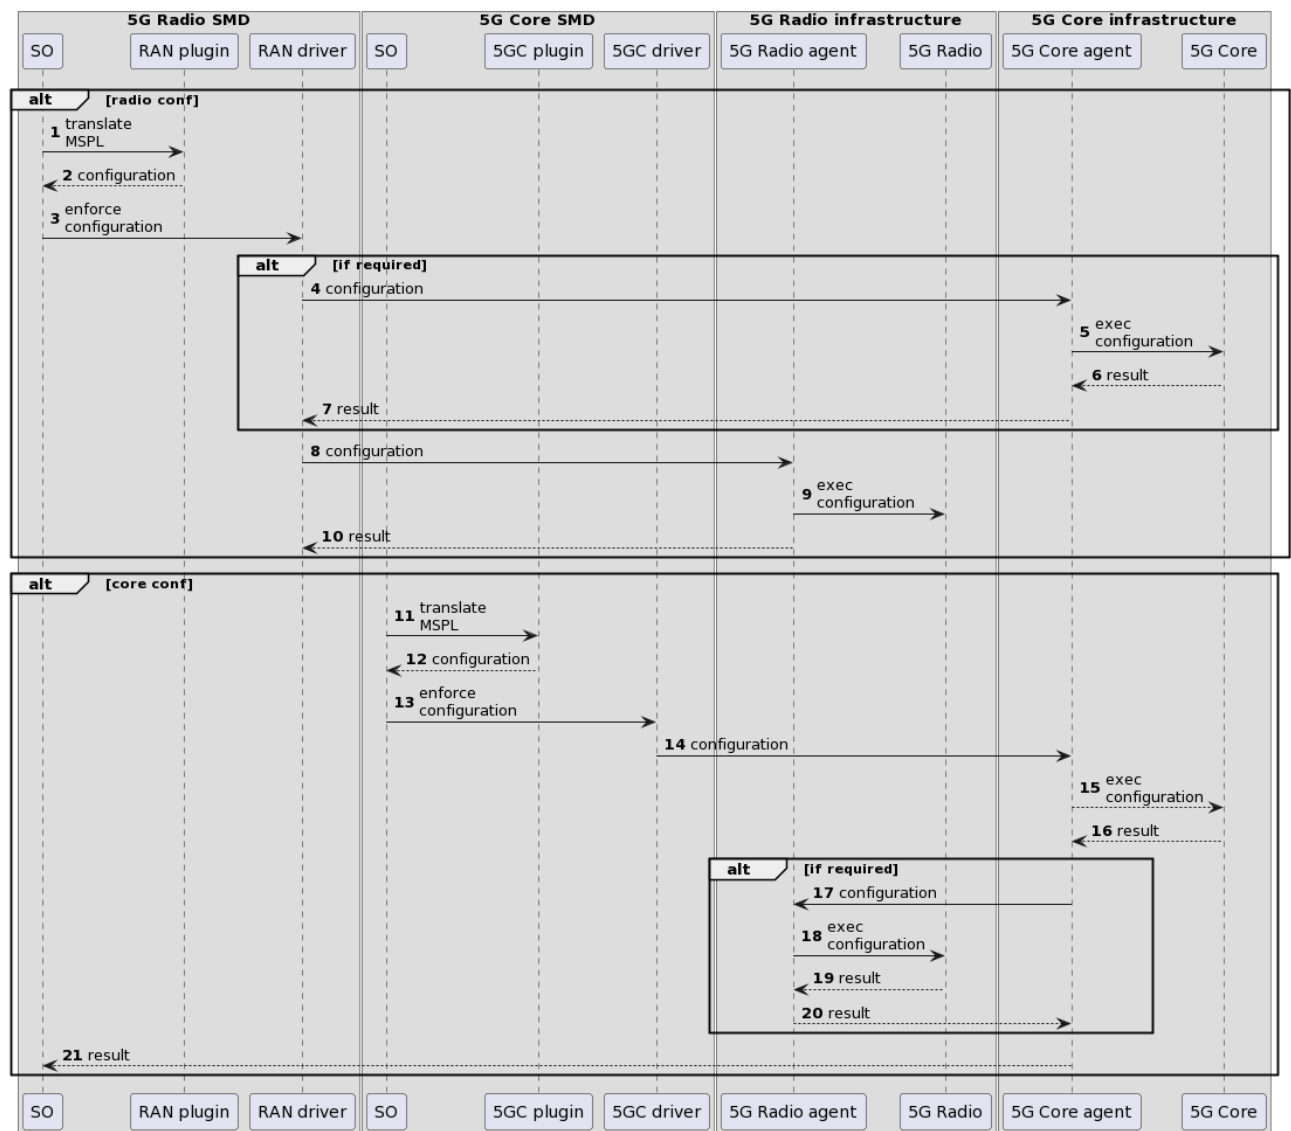 5G Radio SMD 5G Core SMD 5G Radio infrastructure 5G Core infrastructure
SO RAN plugin RAN driver SO 5GC plugin 5GC driver 5G Radio agent 5G Radio 5G Core agent 5G Core
alt [radio conf]
1 translate
MSPL
2 configuration
3 enforce
configuration
alt [if required]
4 configuration
5 exec
configuration
6 result
7 result
8 configuration
9 exec
configuration
10 result
alt [core conf]
11 translate
MSPL
12 configuration
13 enforce
configuration
14 configuration
15 exec
configuration
16 result
alt [if required]
17 configuration
18 exec
configuration
19 result
20 result
21 result
SO RAN plugin RAN driver SO 5GC plugin 5GC driver 5G Radio agent 5G Radio 5G Core agent 5G Core